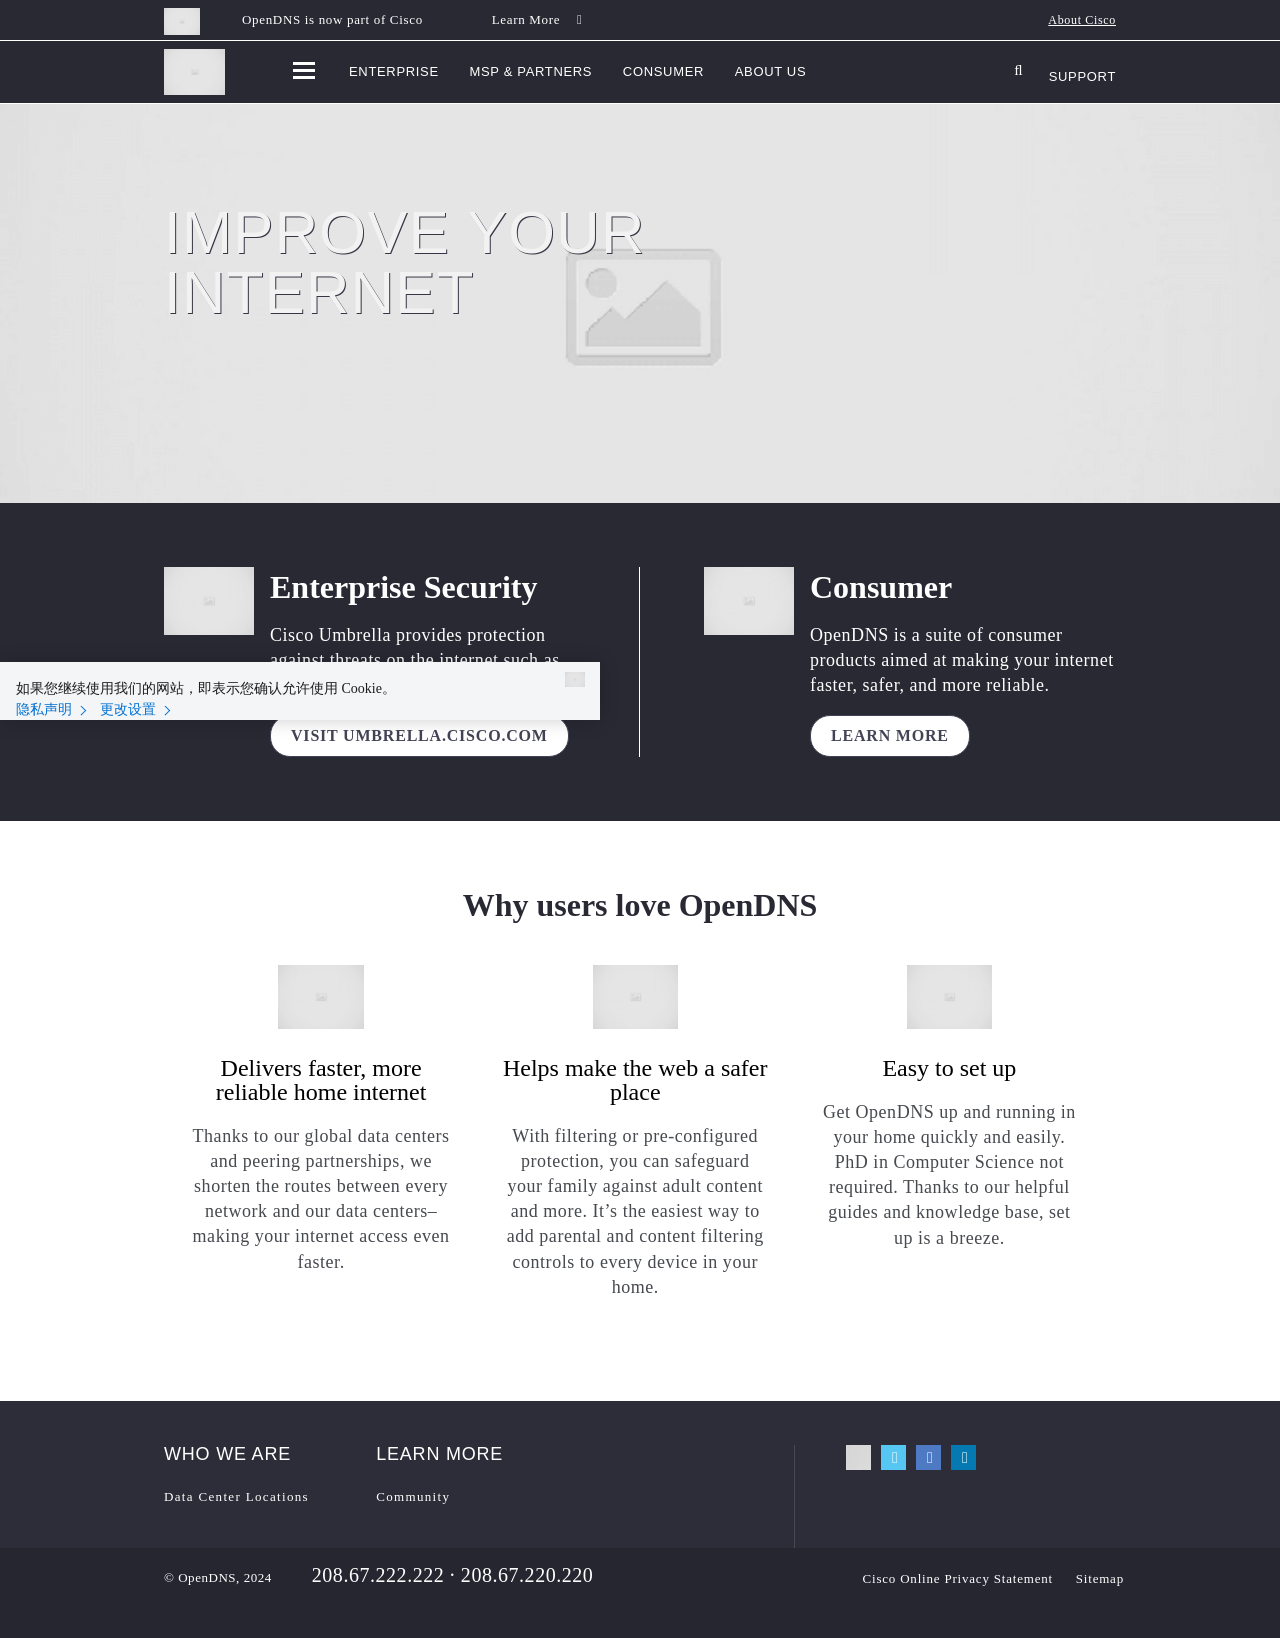 OpenDNS is now part of Cisco Learn More About Cisco
ENTERPRISE MSP & PARTNERS CONSUMER ABOUT US SUPPORT
IMPROVE YOUR
INTERNET
Enterprise Security
Cisco Umbrella provides protection
against threats on the internet such as
如果您继续使用我们的网站，即表示您确认允许使用 Cookie。
隐私声明 更改设置
VISIT UMBRELLA.CISCO.COM
Consumer
OpenDNS is a suite of consumer
products aimed at making your internet
faster, safer, and more reliable.
LEARN MORE
Why users love OpenDNS
Delivers faster, more
reliable home internet
Thanks to our global data centers
and peering partnerships, we
shorten the routes between every
network and our data centers–
making your internet access even
faster.
Helps make the web a safer
place
With filtering or pre-configured
protection, you can safeguard
your family against adult content
and more. It’s the easiest way to
add parental and content filtering
controls to every device in your
home.
Easy to set up
Get OpenDNS up and running in
your home quickly and easily.
PhD in Computer Science not
required. Thanks to our helpful
guides and knowledge base, set
up is a breeze.
WHO WE ARE
Data Center Locations
LEARN MORE
Community
© OpenDNS, 2024 208.67.222.222 · 208.67.220.220 Cisco Online Privacy Statement Sitemap